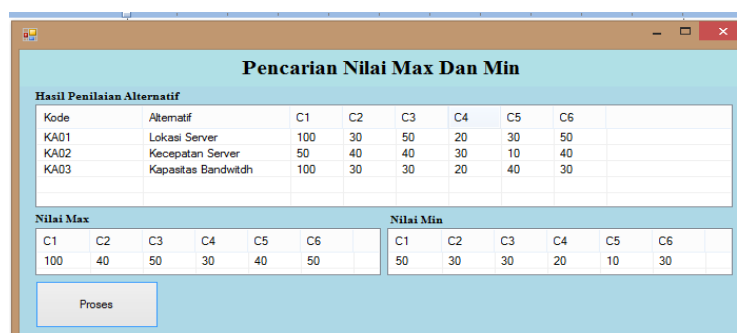 Pencarian Nilai Max Dan Min
Hasil Penilaian Alternatif
Kode Alternatif C1 C2 C3 C4 C5 C6
KA01 Lokasi Server 100 30 50 20 30 50
KA02 Kecepatan Server 50 40 40 30 10 40
KA03 Kapasitas Bandwitdh 100 30 30 20 40 30
Nilai Max Nilai Min
C1 C2 C3 C4 C5 C6 C1 C2 C3 C4 C5 C6
100 40 50 30 40 50 50 30 30 20 10 30
Proses